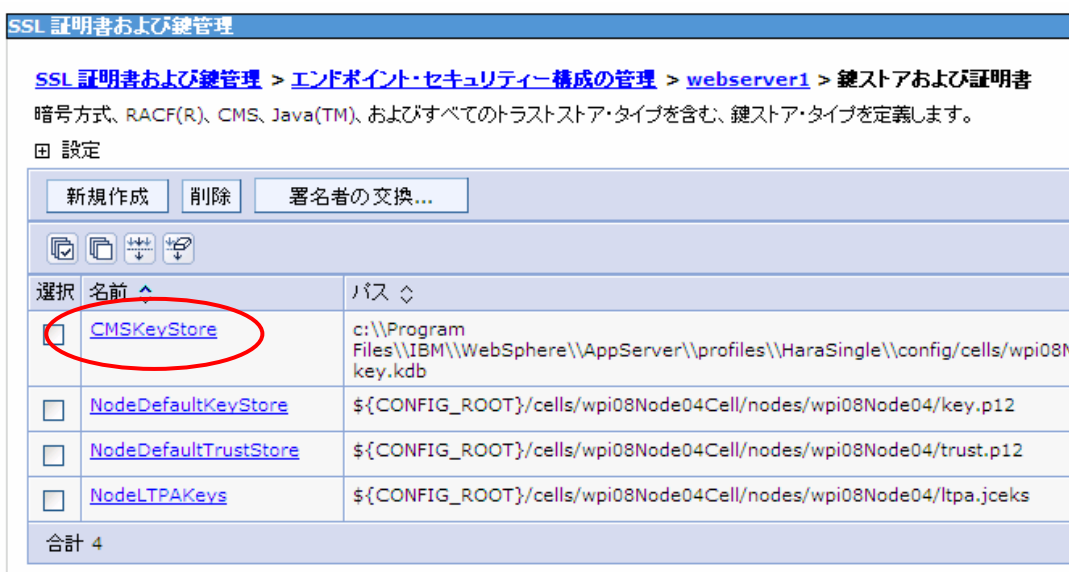 SSL 証明書および鍵管理
SSL 証明書および鍵管理 > エンドポイント・セキュリティー構成の管理 > webserver1 > 鍵ストアおよび証明書
暗号方式、RACF(R)、CMS、Java(TM)、およびすべてのトラストストア・タイプを含む、鍵ストア・タイプを定義します。
設定
新規作成 削除 署名者の交換...
選択 名前 パス
CMSKeyStore c:\\Program
Files\\IBM\\WebSphere\\AppServer\\profiles\\HaraSingle\\config/cells/wpi08N
key.kdb
NodeDefaultKeyStore ${CONFIG_ROOT}/cells/wpi08Node04Cell/nodes/wpi08Node04/key.p12
NodeDefaultTrustStore ${CONFIG_ROOT}/cells/wpi08Node04Cell/nodes/wpi08Node04/trust.p12
NodeLTPAKeys ${CONFIG_ROOT}/cells/wpi08Node04Cell/nodes/wpi08Node04/ltpa.jceks
合計 4